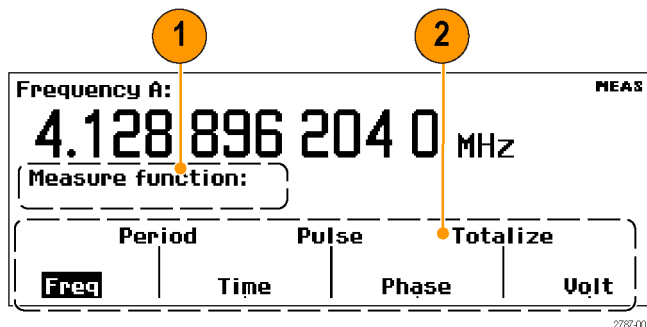 1 2
Frequency A: MEAS
4.128 896 204 0 MHz
Measure function:
Period Pulse Totalize
Freq Time Phase Volt
2787-00